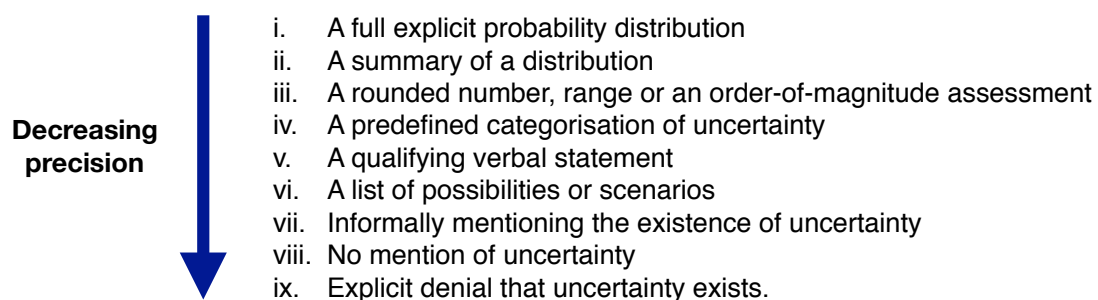 Decreasing
precision
i. A full explicit probability distribution
ii. A summary of a distribution
iii. A rounded number, range or an order-of-magnitude assessment
iv. A predefined categorisation of uncertainty
v. A qualifying verbal statement
vi. A list of possibilities or scenarios
vii. Informally mentioning the existence of uncertainty
viii. No mention of uncertainty
ix. Explicit denial that uncertainty exists.